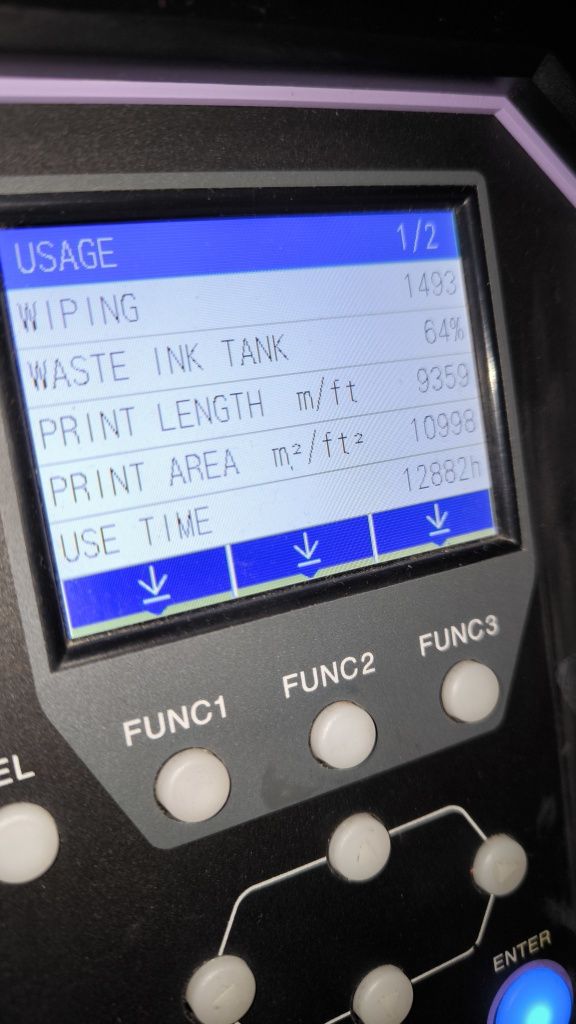 USAGE 1/2
WIPING 1493
WASTE INK TANK 64%
PRINT LENGTH m/ft 9359
PRINT AREA m²/ft² 10998
USE TIME 12882h
FUNC1 FUNC2 FUNC3
EL
ENTER